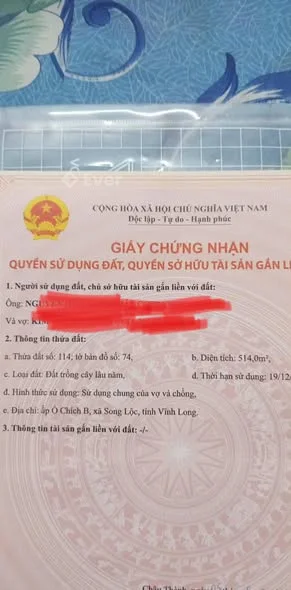 CỘNG HÒA XÃ HỘI CHỦ NGHĨA VIỆT NAM
Độc lập - Tự do - Hạnh phúc
GIẤY CHỨNG NHẬN
QUYỀN SỬ DỤNG ĐẤT, QUYỀN SỞ HỮU TÀI SẢN GẮN LI
1. Người sử dụng đất, chủ sở hữu tài sản gắn liền với đất:
Ông:
Và vợ:
2. Thông tin thửa đất:
a. Thửa đất số: 114; tờ bản đồ số: 74, b. Diện tích: 514,0m²,
c. Loại đất: Đất trồng cây lâu năm, d. Thời hạn sử dụng: 19/12
đ. Hình thức sử dụng: Sử dụng chung của vợ và chồng,
e. Địa chỉ: ấp Ô Chích B, xã Song Lộc, tỉnh Vĩnh Long.
3. Thông tin tài sản gắn liền với đất: -/-